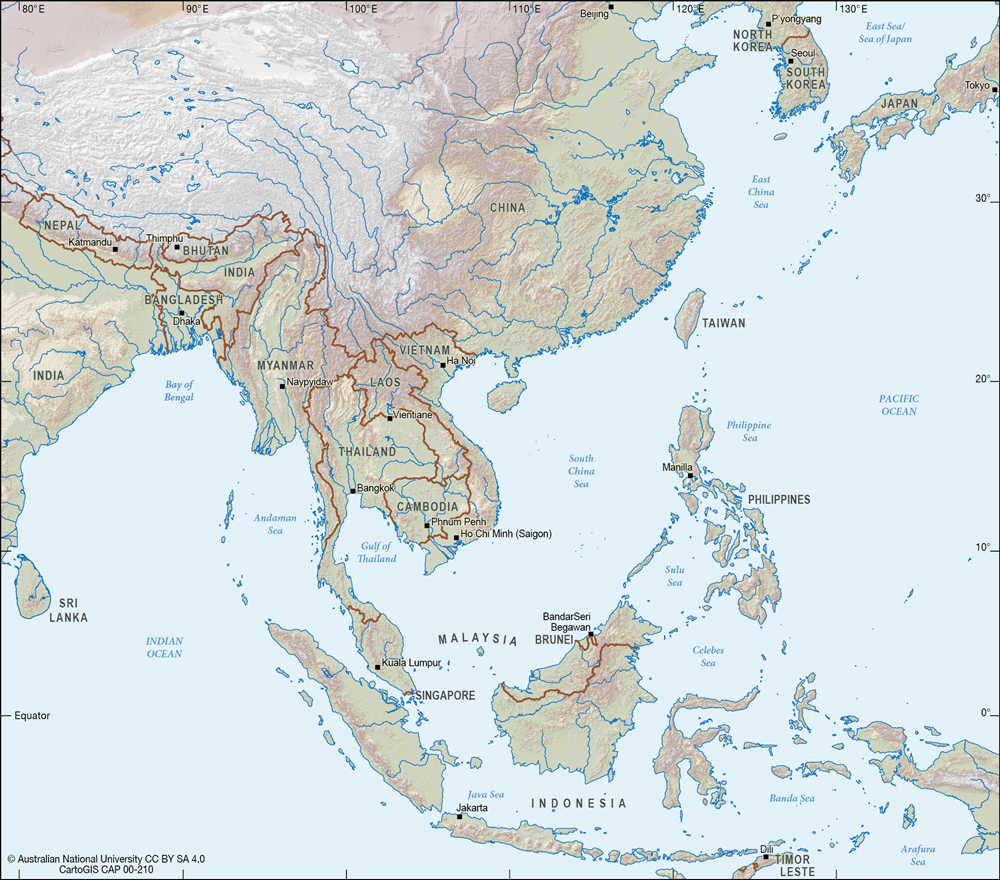 80°
90°
100°
110°
120°
130°
Beijing
P'yongyang
NORTH
KOREA
Seoul
SOUTH
KOREA
East Sea/
Sea of Japan
Tokyo
JAPAN
East
China
Sea
30°
CHINA
NEPAL
Katmandu
Thimphu
BHUTAN
INDIA
BANGLADESH
Dhaka
TAIWAN
INDIA
MYANMAR
VIETNAM
Ha Noi
Naypyidaw
LAOS
20°
Bay of
Bengal
PACIFIC
OCEAN
Vientiane
Philippine
Sea
THAILAND
South
China
Sea
Manilla
Bangkok
PHILIPPINES
CAMBODIA
Phnum Penh
Ho Chi Minh (Saigon)
Andaman
Sea
Gulf of
Thailand
10°
Sulu
Sea
SRI
LANKA
BandarSeri
Begawan
BRUNEI
MALAYSIA
INDIAN
OCEAN
Celebes
Sea
Kuala Lumpur
SINGAPORE
Equator
0°
Java Sea
INDONESIA
Banda Sea
Jakarta
Arafura
Sea
Dili
TIMOR
LESTE
© Australian National University CC BY SA 4.0
CartoGIS CAP 00-210